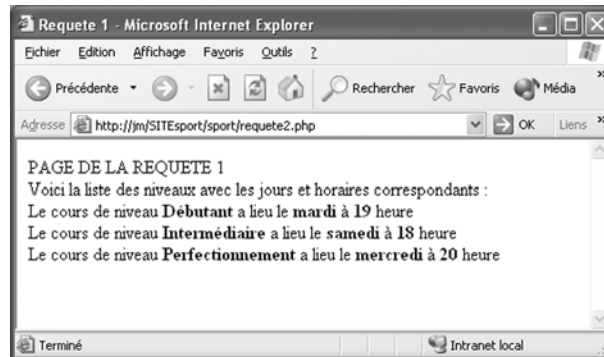 Requete 1 - Microsoft Internet Explorer
Fichier Edition Affichage Favoris Outils ?
Précédente Rechercher Favoris Média »
Adresse http://jm/SITEsport/sport/requete2.php OK Liens »
PAGE DE LA REQUETE 1
Voici la liste des niveaux avec les jours et horaires correspondants :
Le cours de niveau Débutant a lieu le mardi à 19 heure
Le cours de niveau Intermédiaire a lieu le samedi à 18 heure
Le cours de niveau Perfectionnement a lieu le mercredi à 20 heure
Terminé Intranet local